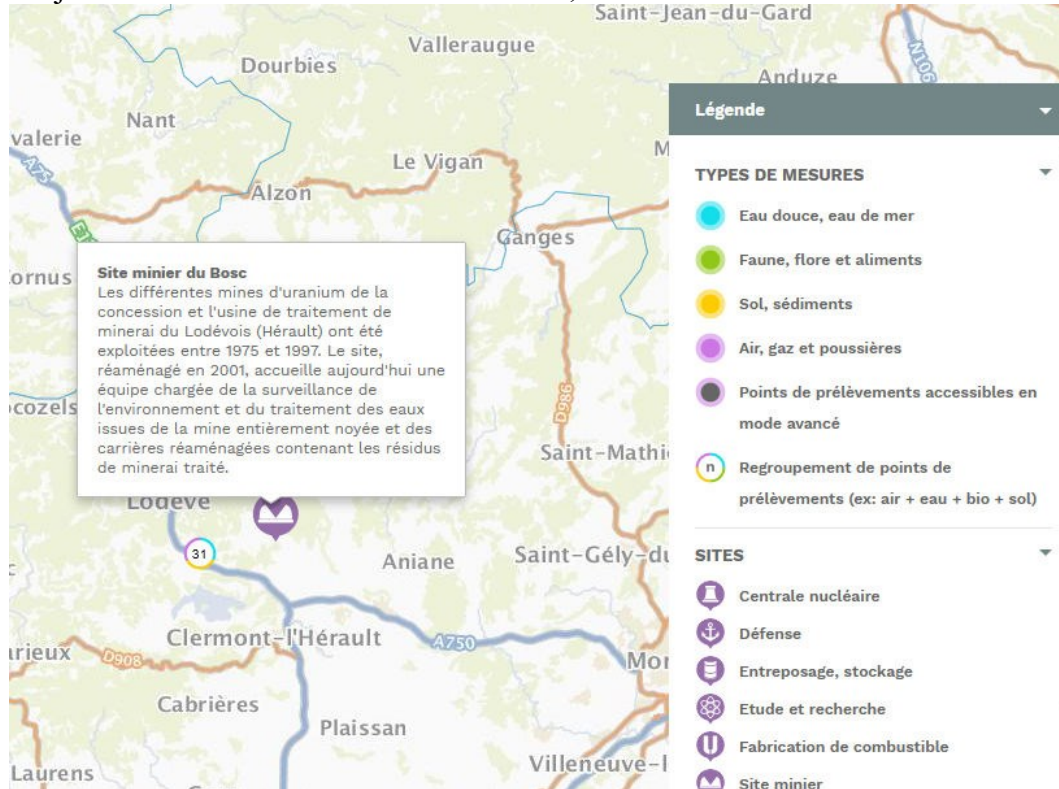 Saint-Jean-du-Gard
Valleraugue
Dourbies
N106
Anduze
Nant
valerie
A75
Le Vigan
Alzon
Ganges
ornus
Site minier du Bosc
Les différentes mines d'uranium de la
concession et l'usine de traitement de
minerai du Lodévois (Hérault) ont été
exploitées entre 1975 et 1997. Le site,
réaménagé en 2001, accueille aujourd'hui une
équipe chargée de la surveillance de
l'environnement et du traitement des eaux
issues de la mine entièrement noyée et des
carrières réaménagées contenant les résidus
de minerai traité.
D986
cozels
Saint-Mathi
Lodève
31
Aniane
Saint-Gély-du
Clermont-l'Hérault
A750
rieux
D908
Mor
Cabrières
Plaissan
Villeneuve-l
Laurens
Légende
TYPES DE MESURES
Eau douce, eau de mer
Faune, flore et aliments
Sol, sédiments
Air, gaz et poussières
Points de prélèvements accessibles en
mode avancé
n
Regroupement de points de
prélèvements (ex: air + eau + bio + sol)
SITES
Centrale nucléaire
Défense
Entreposage, stockage
Etude et recherche
Fabrication de combustible
Site minier